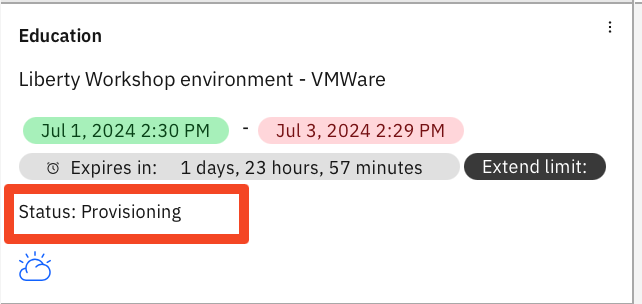 Education
Liberty Workshop environment - VMWare
Jul 1, 2024 2:30 PM - Jul 3, 2024 2:29 PM
Expires in: 1 days, 23 hours, 57 minutes Extend limit:
Status: Provisioning